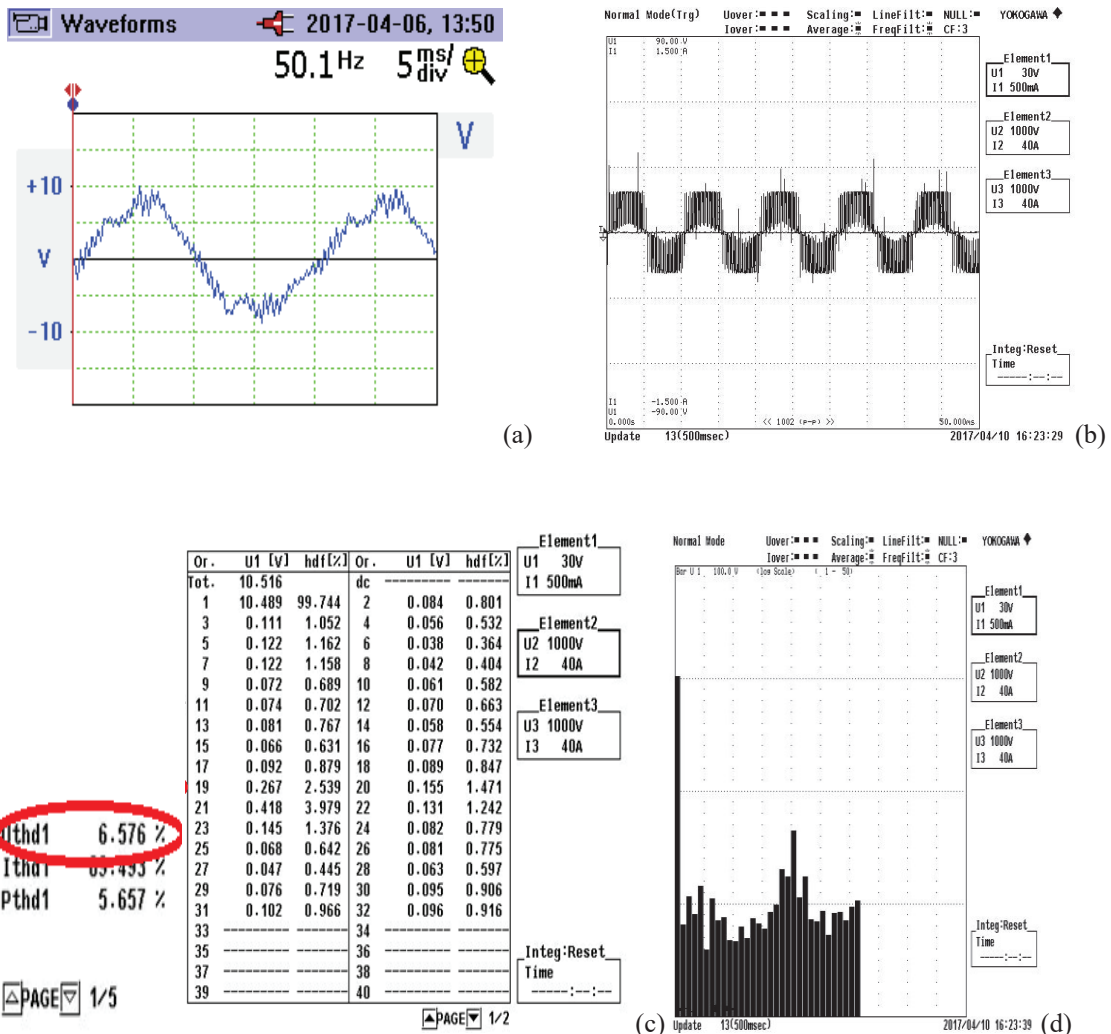 Waveforms 2017-04-06, 13:50
50.1 Hz 5 ms/div
V
+10
V
-10
(a)
Normal Mode(Trg) Uover: Scaling: LineFilt: NULL: YOKOGAWA
Iover: Average: FreqFilt: CF:3
U1 90.00 V
I1 1.500 A
Element1
U1 30V
I1 500mA
Element2
U2 1000V
I2 40A
Element3
U3 1000V
I3 40A
Integ:Reset
Time
-----:--:--
I1 -1.500 A
U1 -90.00 V
0.000s << 1002 (p-p) >> 50.000ms
Update 13(500msec) 2017/04/10 16:23:29
(b)
Or. U1 [V] hdf[%] Or. U1 [V] hdf[%]
Tot. 10.516 dc -------- --------
1 10.489 99.744 2 0.084 0.801
3 0.111 1.052 4 0.056 0.532
5 0.122 1.162 6 0.038 0.364
7 0.122 1.158 8 0.042 0.404
9 0.072 0.689 10 0.061 0.582
11 0.074 0.702 12 0.070 0.663
13 0.081 0.767 14 0.058 0.554
15 0.066 0.631 16 0.077 0.732
17 0.092 0.879 18 0.089 0.847
19 0.267 2.539 20 0.155 1.471
21 0.418 3.979 22 0.131 1.242
23 0.145 1.376 24 0.082 0.779
25 0.068 0.642 26 0.081 0.775
27 0.047 0.445 28 0.063 0.597
29 0.076 0.719 30 0.095 0.906
31 0.102 0.966 32 0.096 0.916
33 -------- -------- 34 -------- --------
35 -------- -------- 36 -------- --------
37 -------- -------- 38 -------- --------
39 -------- -------- 40 -------- --------
Uthd1 6.576 %
Ithd1 %
Pthd1 5.657 %
PAGE 1/5
PAGE 1/2
Element1
U1 30V
I1 500mA
Element2
U2 1000V
I2 40A
Element3
U3 1000V
I3 40A
Integ:Reset
Time
-----:--:--
(c)
Normal Mode Uover: Scaling: LineFilt: NULL: YOKOGAWA
Iover: Average: FreqFilt: CF:3
Bar U 1 100.0 V (log Scale) ( 1 - 50)
Element1
U1 30V
I1 500mA
Element2
U2 1000V
I2 40A
Element3
U3 1000V
I3 40A
Integ:Reset
Time
-----:--:--
Update 13(500msec) 2017/04/10 16:23:39
(d)